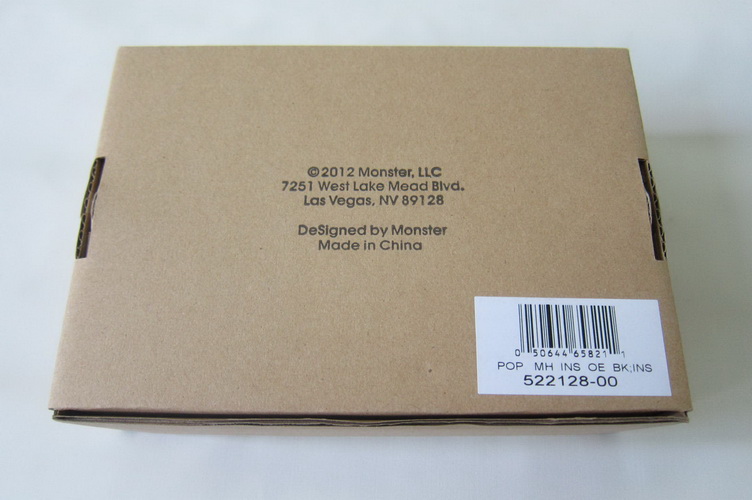 ©2012 Monster, LLC
7251 West Lake Mead Blvd.
Las Vegas, NV 89128
DeSigned by Monster
Made in China
0 50644 65821 1
POP MH INS OE BK;INS
522128-00